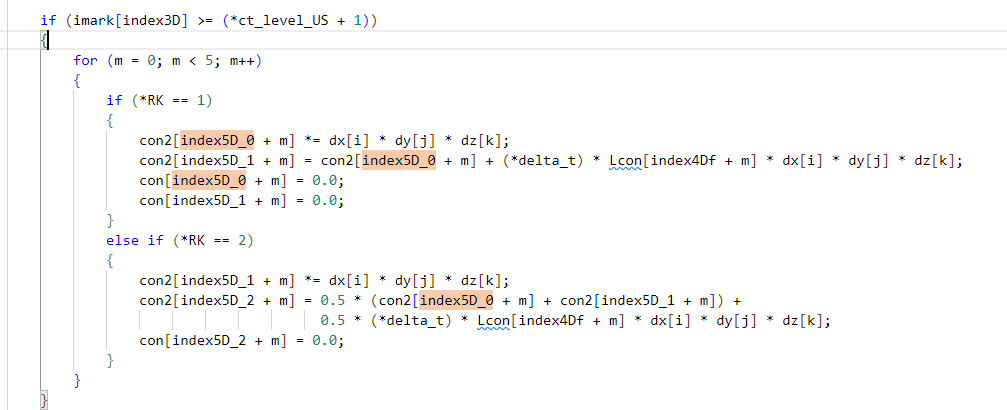 if (imark[index3D] >= (*ct_level_US + 1))
{
for (m = 0; m < 5; m++)
{
if (*RK == 1)
{
con2[index5D_0 + m] *= dx[i] * dy[j] * dz[k];
con2[index5D_1 + m] = con2[index5D_0 + m] + (*delta_t) * Lcon[index4Df + m] * dx[i] * dy[j] * dz[k];
con[index5D_0 + m] = 0.0;
con[index5D_1 + m] = 0.0;
}
else if (*RK == 2)
{
con2[index5D_1 + m] *= dx[i] * dy[j] * dz[k];
con2[index5D_2 + m] = 0.5 * (con2[index5D_0 + m] + con2[index5D_1 + m]) +
0.5 * (*delta_t) * Lcon[index4Df + m] * dx[i] * dy[j] * dz[k];
con[index5D_2 + m] = 0.0;
}
}
}